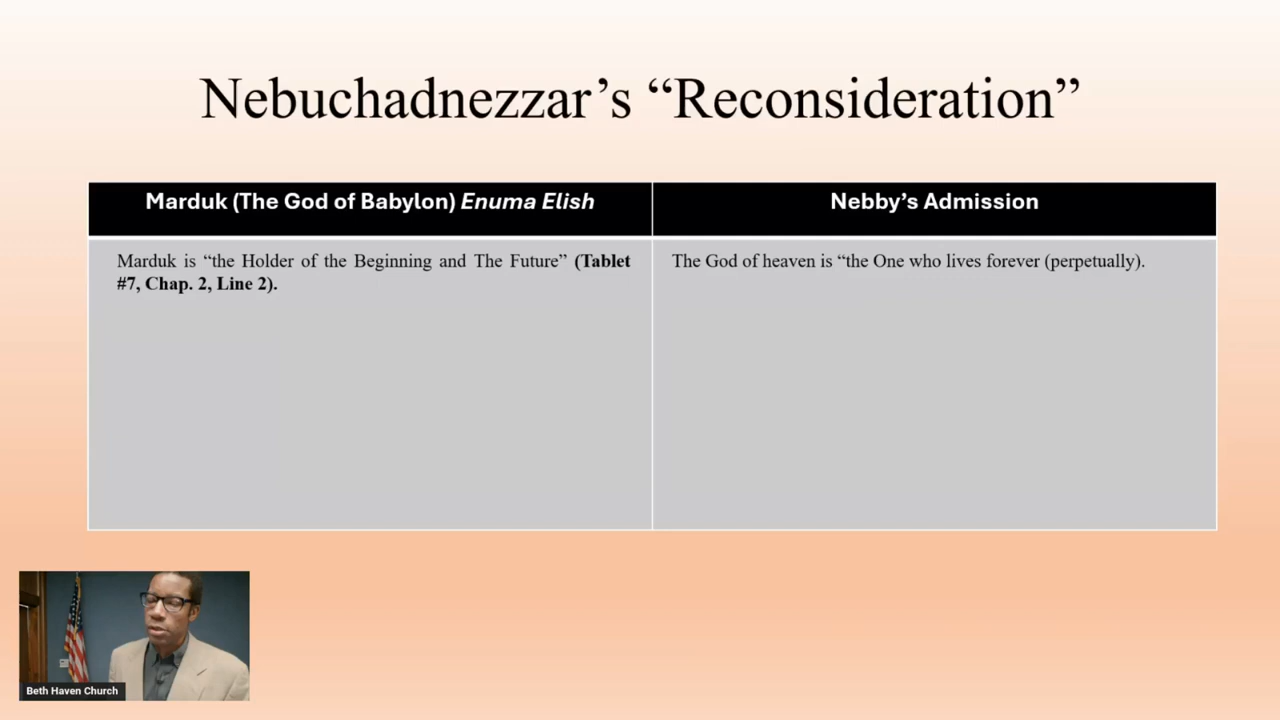 Nebuchadnezzar’s “Reconsideration”
Marduk (The God of Babylon) Enuma Elish
Nebby’s Admission
Marduk is “the Holder of the Beginning and The Future” (Tablet
#7, Chap. 2, Line 2).
The God of heaven is “the One who lives forever (perpetually).
Beth Haven Church